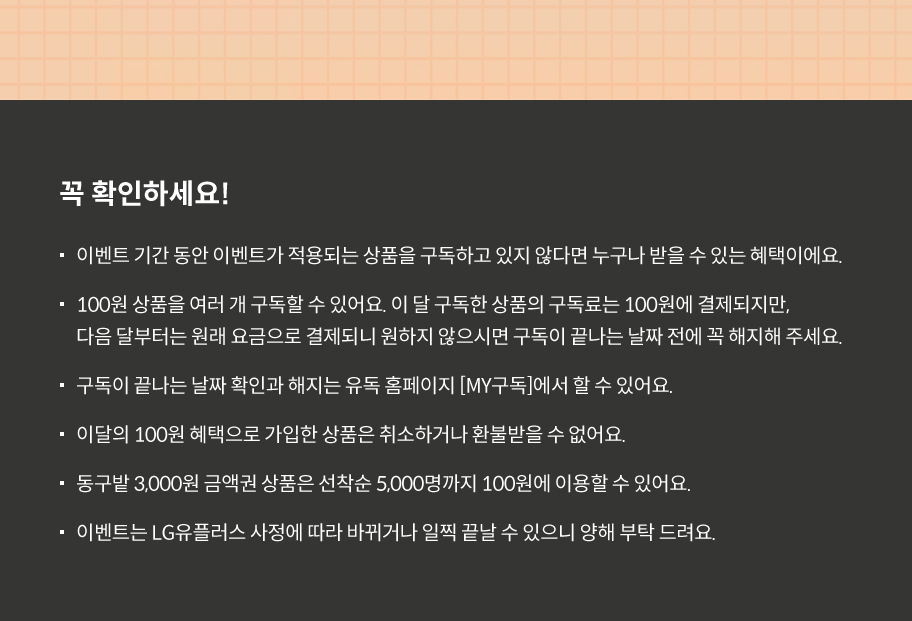 꼭 확인하세요!
· 이벤트 기간 동안 이벤트가 적용되는 상품을 구독하고 있지 않다면 누구나 받을 수 있는 혜택이에요.
· 100원 상품을 여러 개 구독할 수 있어요. 이 달 구독한 상품의 구독료는 100원에 결제되지만,
다음 달부터는 원래 요금으로 결제되니 원하지 않으시면 구독이 끝나는 날짜 전에 꼭 해지해 주세요.
· 구독이 끝나는 날짜 확인과 해지는 유독 홈페이지 [MY구독]에서 할 수 있어요.
· 이달의 100원 혜택으로 가입한 상품은 취소하거나 환불받을 수 없어요.
· 동구밭 3,000원 금액권 상품은 선착순 5,000명까지 100원에 이용할 수 있어요.
· 이벤트는 LG유플러스 사정에 따라 바뀌거나 일찍 끝날 수 있으니 양해 부탁 드려요.